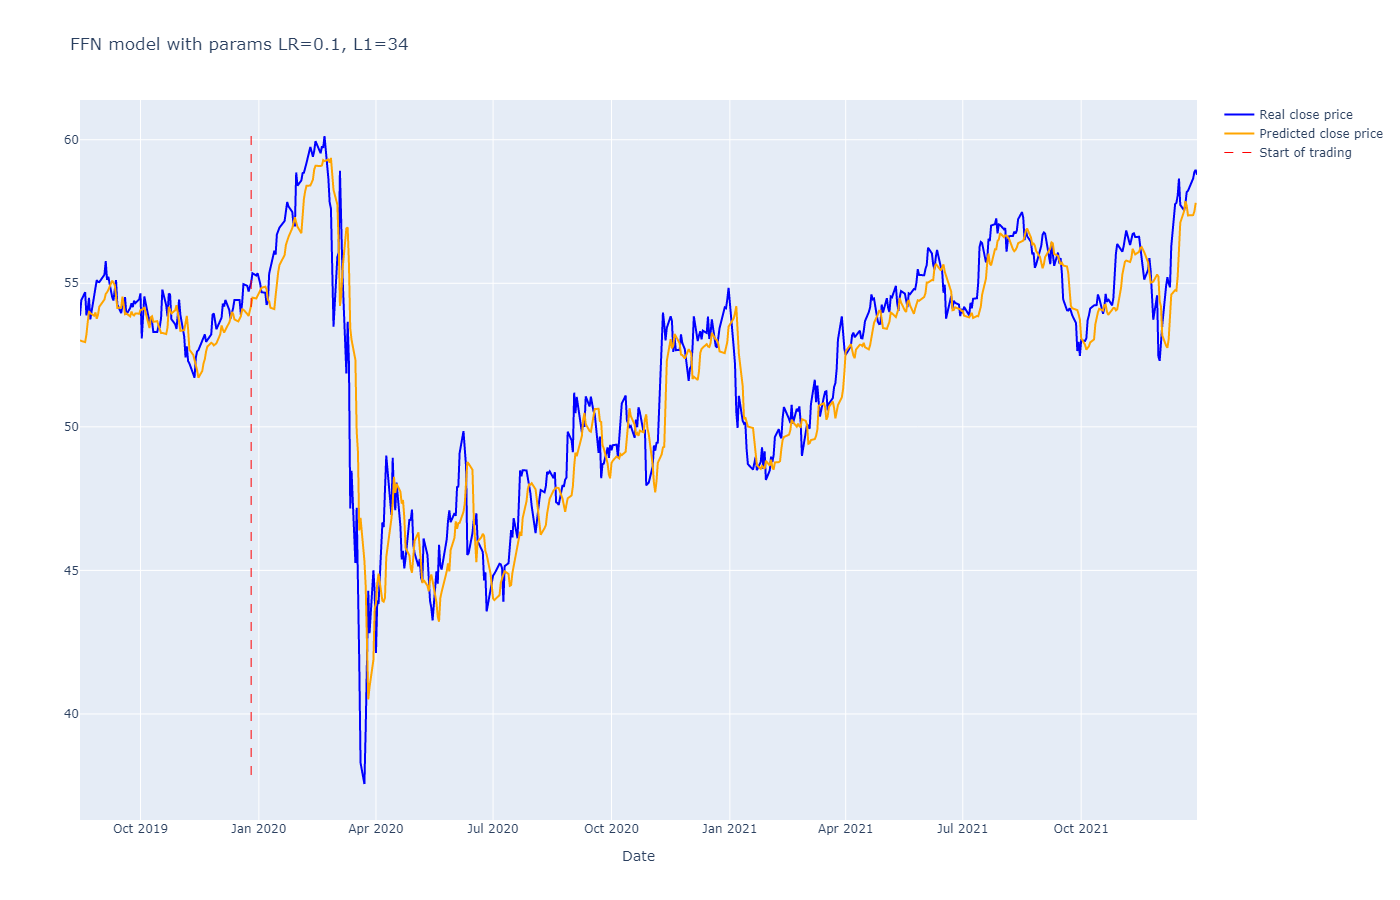 FFN model with params LR=0.1, L1=34
Real close price
Predicted close price
Start of trading
60
55
50
45
40
Oct 2019
Jan 2020
Apr 2020
Jul 2020
Oct 2020
Jan 2021
Apr 2021
Jul 2021
Oct 2021
Date